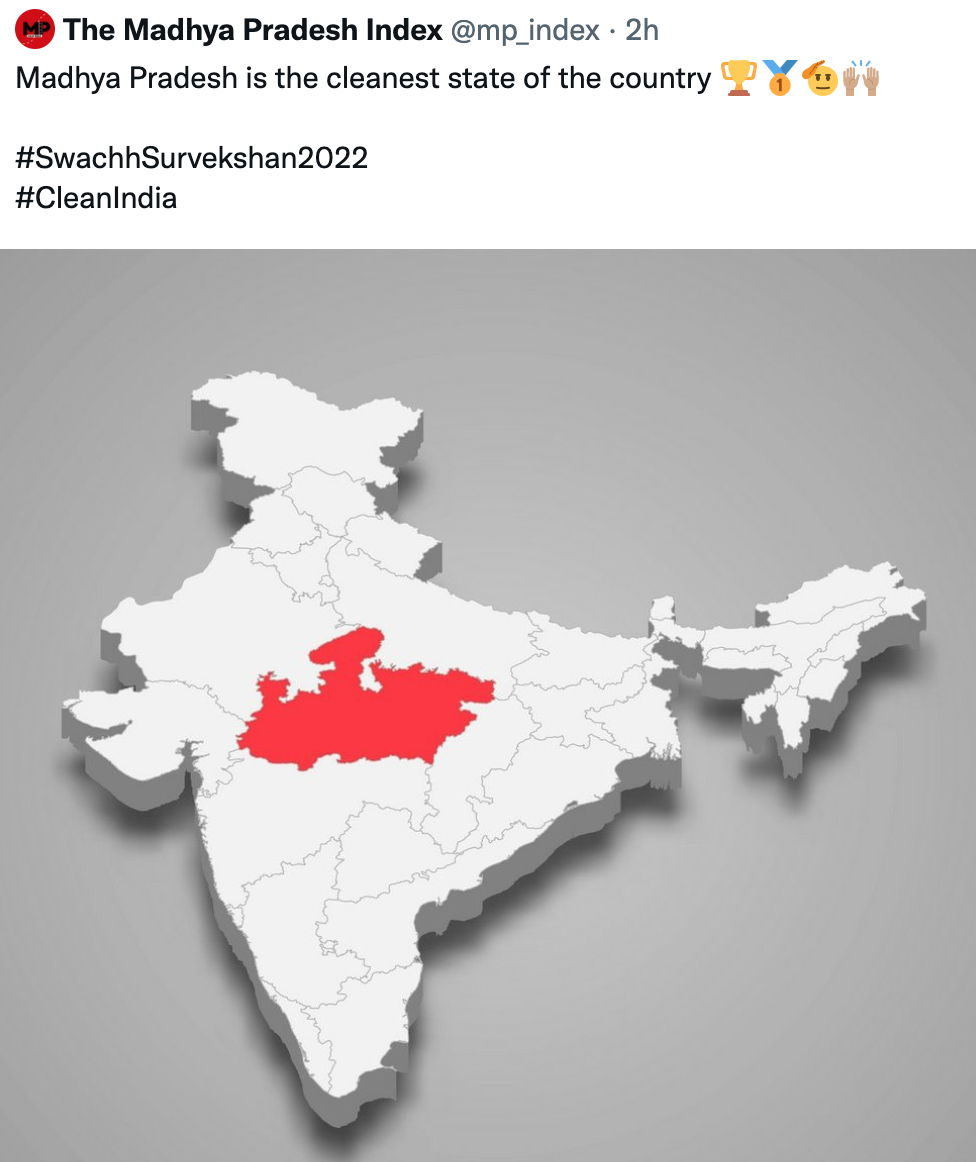 MP
The Madhya Pradesh Index @mp_index · 2h
Madhya Pradesh is the cleanest state of the country 🏆🥇🫡🙌🏽
#SwachhSurvekshan2022
#CleanIndia